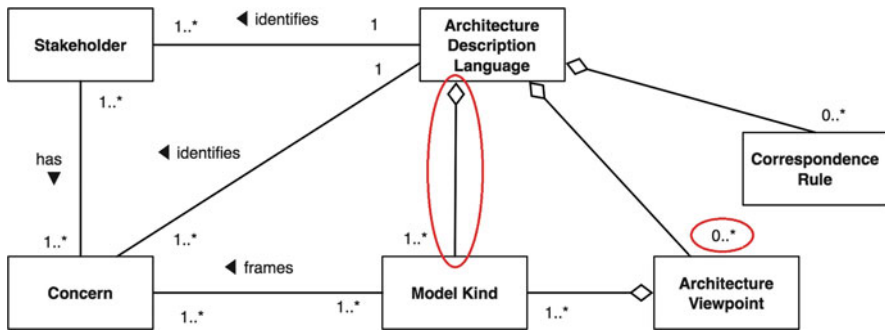 1..*
◀ identifies
1
Architecture
Description
Language
Stakeholder
1
1..*
0..*
has
▼
◀ identifies
Correspondence
Rule
1..*
1..*
1..*
0..*
◀ frames
Concern
Model Kind
Architecture
Viewpoint
1..*
1..*
1..*